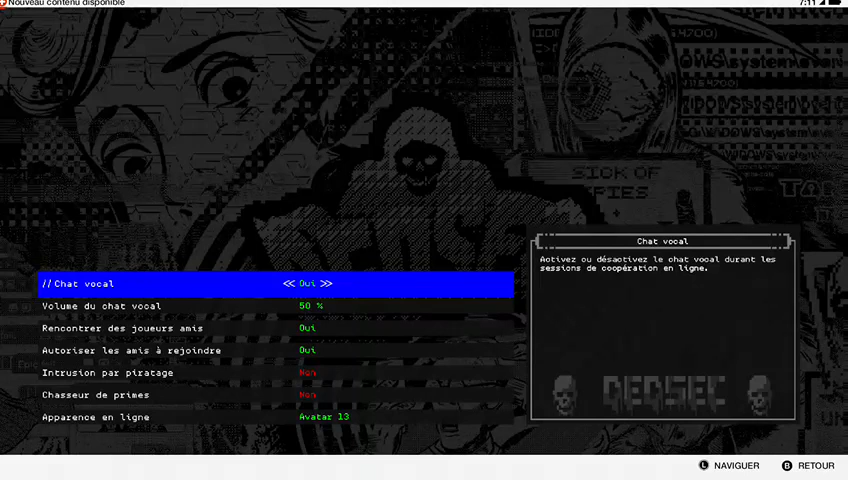 Nouveau contenu disponible
7:11
SICK OF
Chat vocal
Activez ou désactivez le chat vocal durant les
sessions de coopération en ligne.
DEDSEC
// Chat vocal << Oui >>
Volume du chat vocal 50 %
Rencontrer des joueurs amis Oui
Autoriser les amis à rejoindre Oui
Intrusion par piratage Non
Chasseur de primes Non
Apparence en ligne Avatar 13
L NAVIGUER B RETOUR